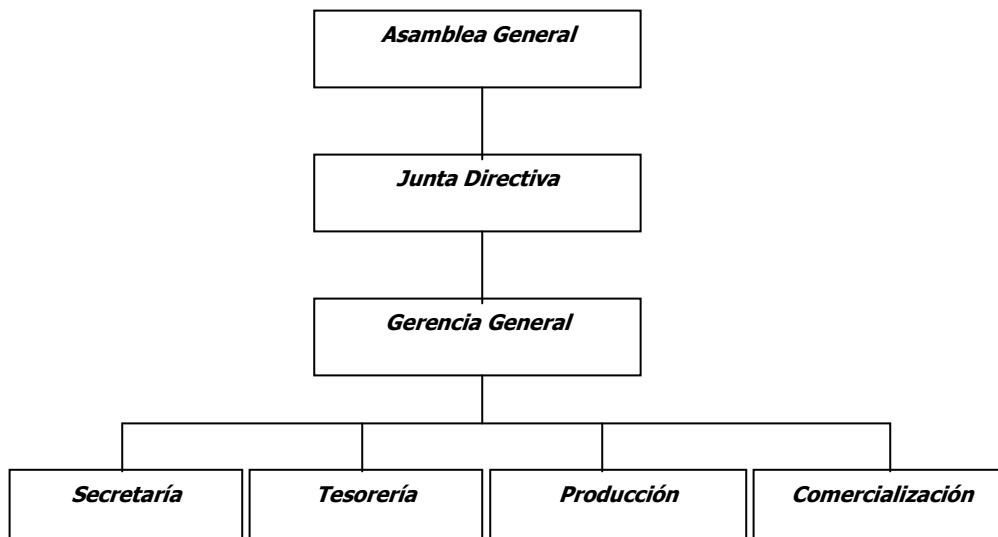 Asamblea General
Junta Directiva
Gerencia General
Secretaría
Tesorería
Producción
Comercialización